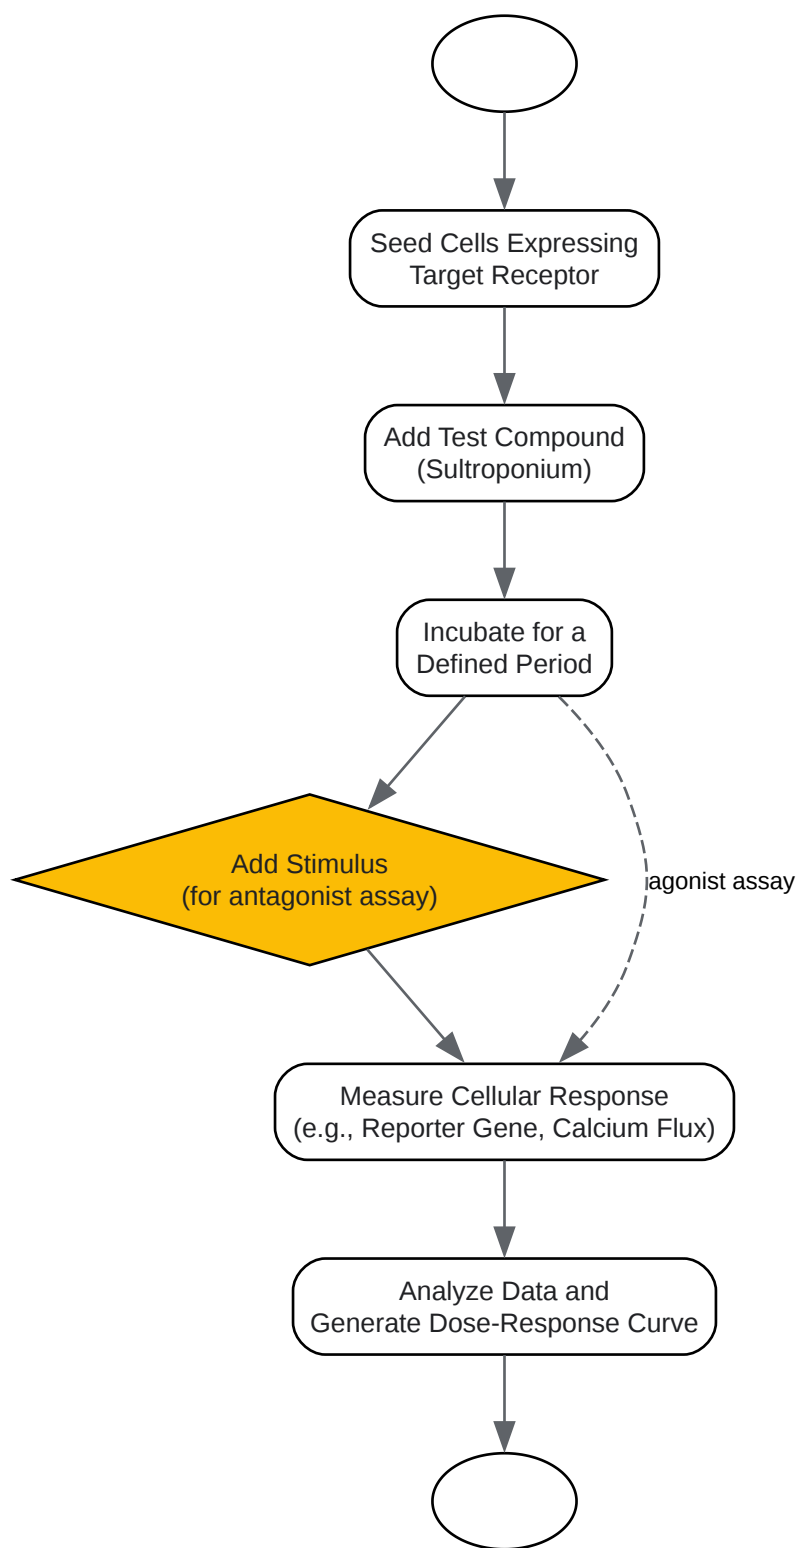 Seed Cells Expressing
Target Receptor
Add Test Compound
(Sultroponium)
Incubate for a
Defined Period
Add Stimulus
(for antagonist assay)
agonist assay
Measure Cellular Response
(e.g., Reporter Gene, Calcium Flux)
Analyze Data and
Generate Dose-Response Curve